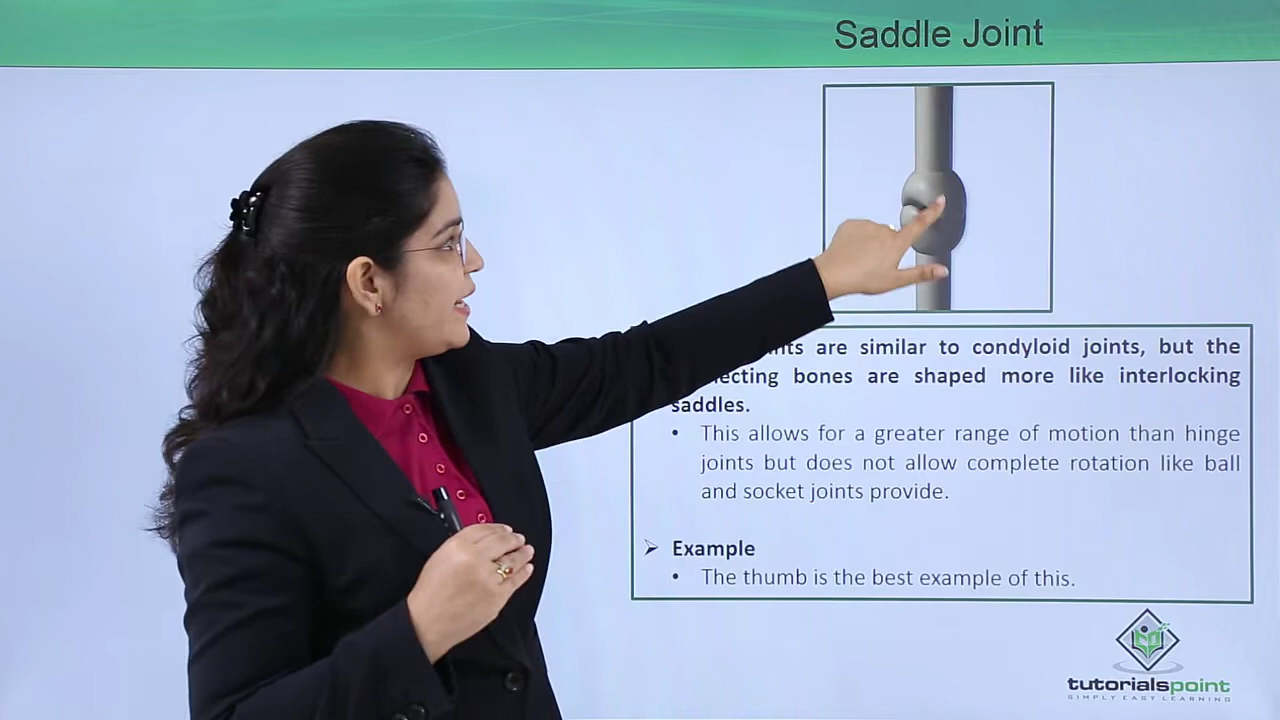 Saddle Joint
are similar to condyloid joints, but the
bones are shaped more like interlocking
saddles.
• This allows for a greater range of motion than hinge
joints but does not allow complete rotation like ball
and socket joints provide.
➤ Example
• The thumb is the best example of this.
tutorialspoint
SIMPLY EASY LEARNING